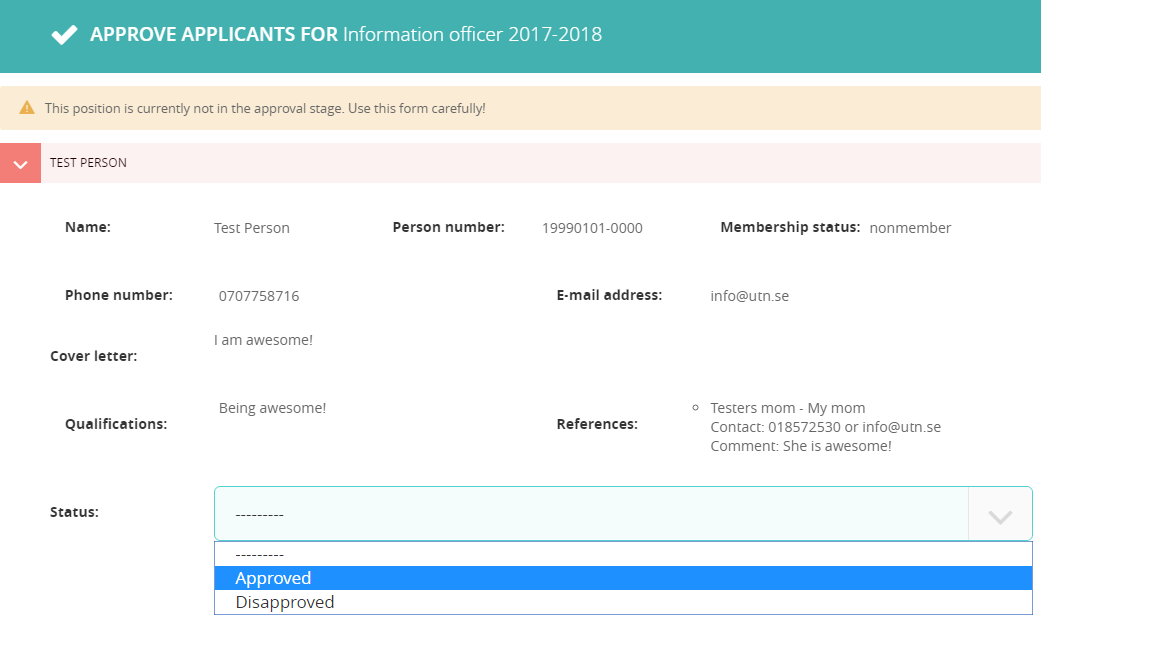 APPROVE APPLICANTS FOR Information officer 2017-2018
This position is currently not in the approval stage. Use this form carefully!
TEST PERSON
Name: Test Person Person number: 19990101-0000 Membership status: nonmember
Phone number: 0707758716 E-mail address: info@utn.se
I am awesome!
Cover letter:
Being awesome!
Qualifications:
References:
Testers mom - My mom
Contact: 018572530 or info@utn.se
Comment: She is awesome!
Status:
---------
---------
Approved
Disapproved